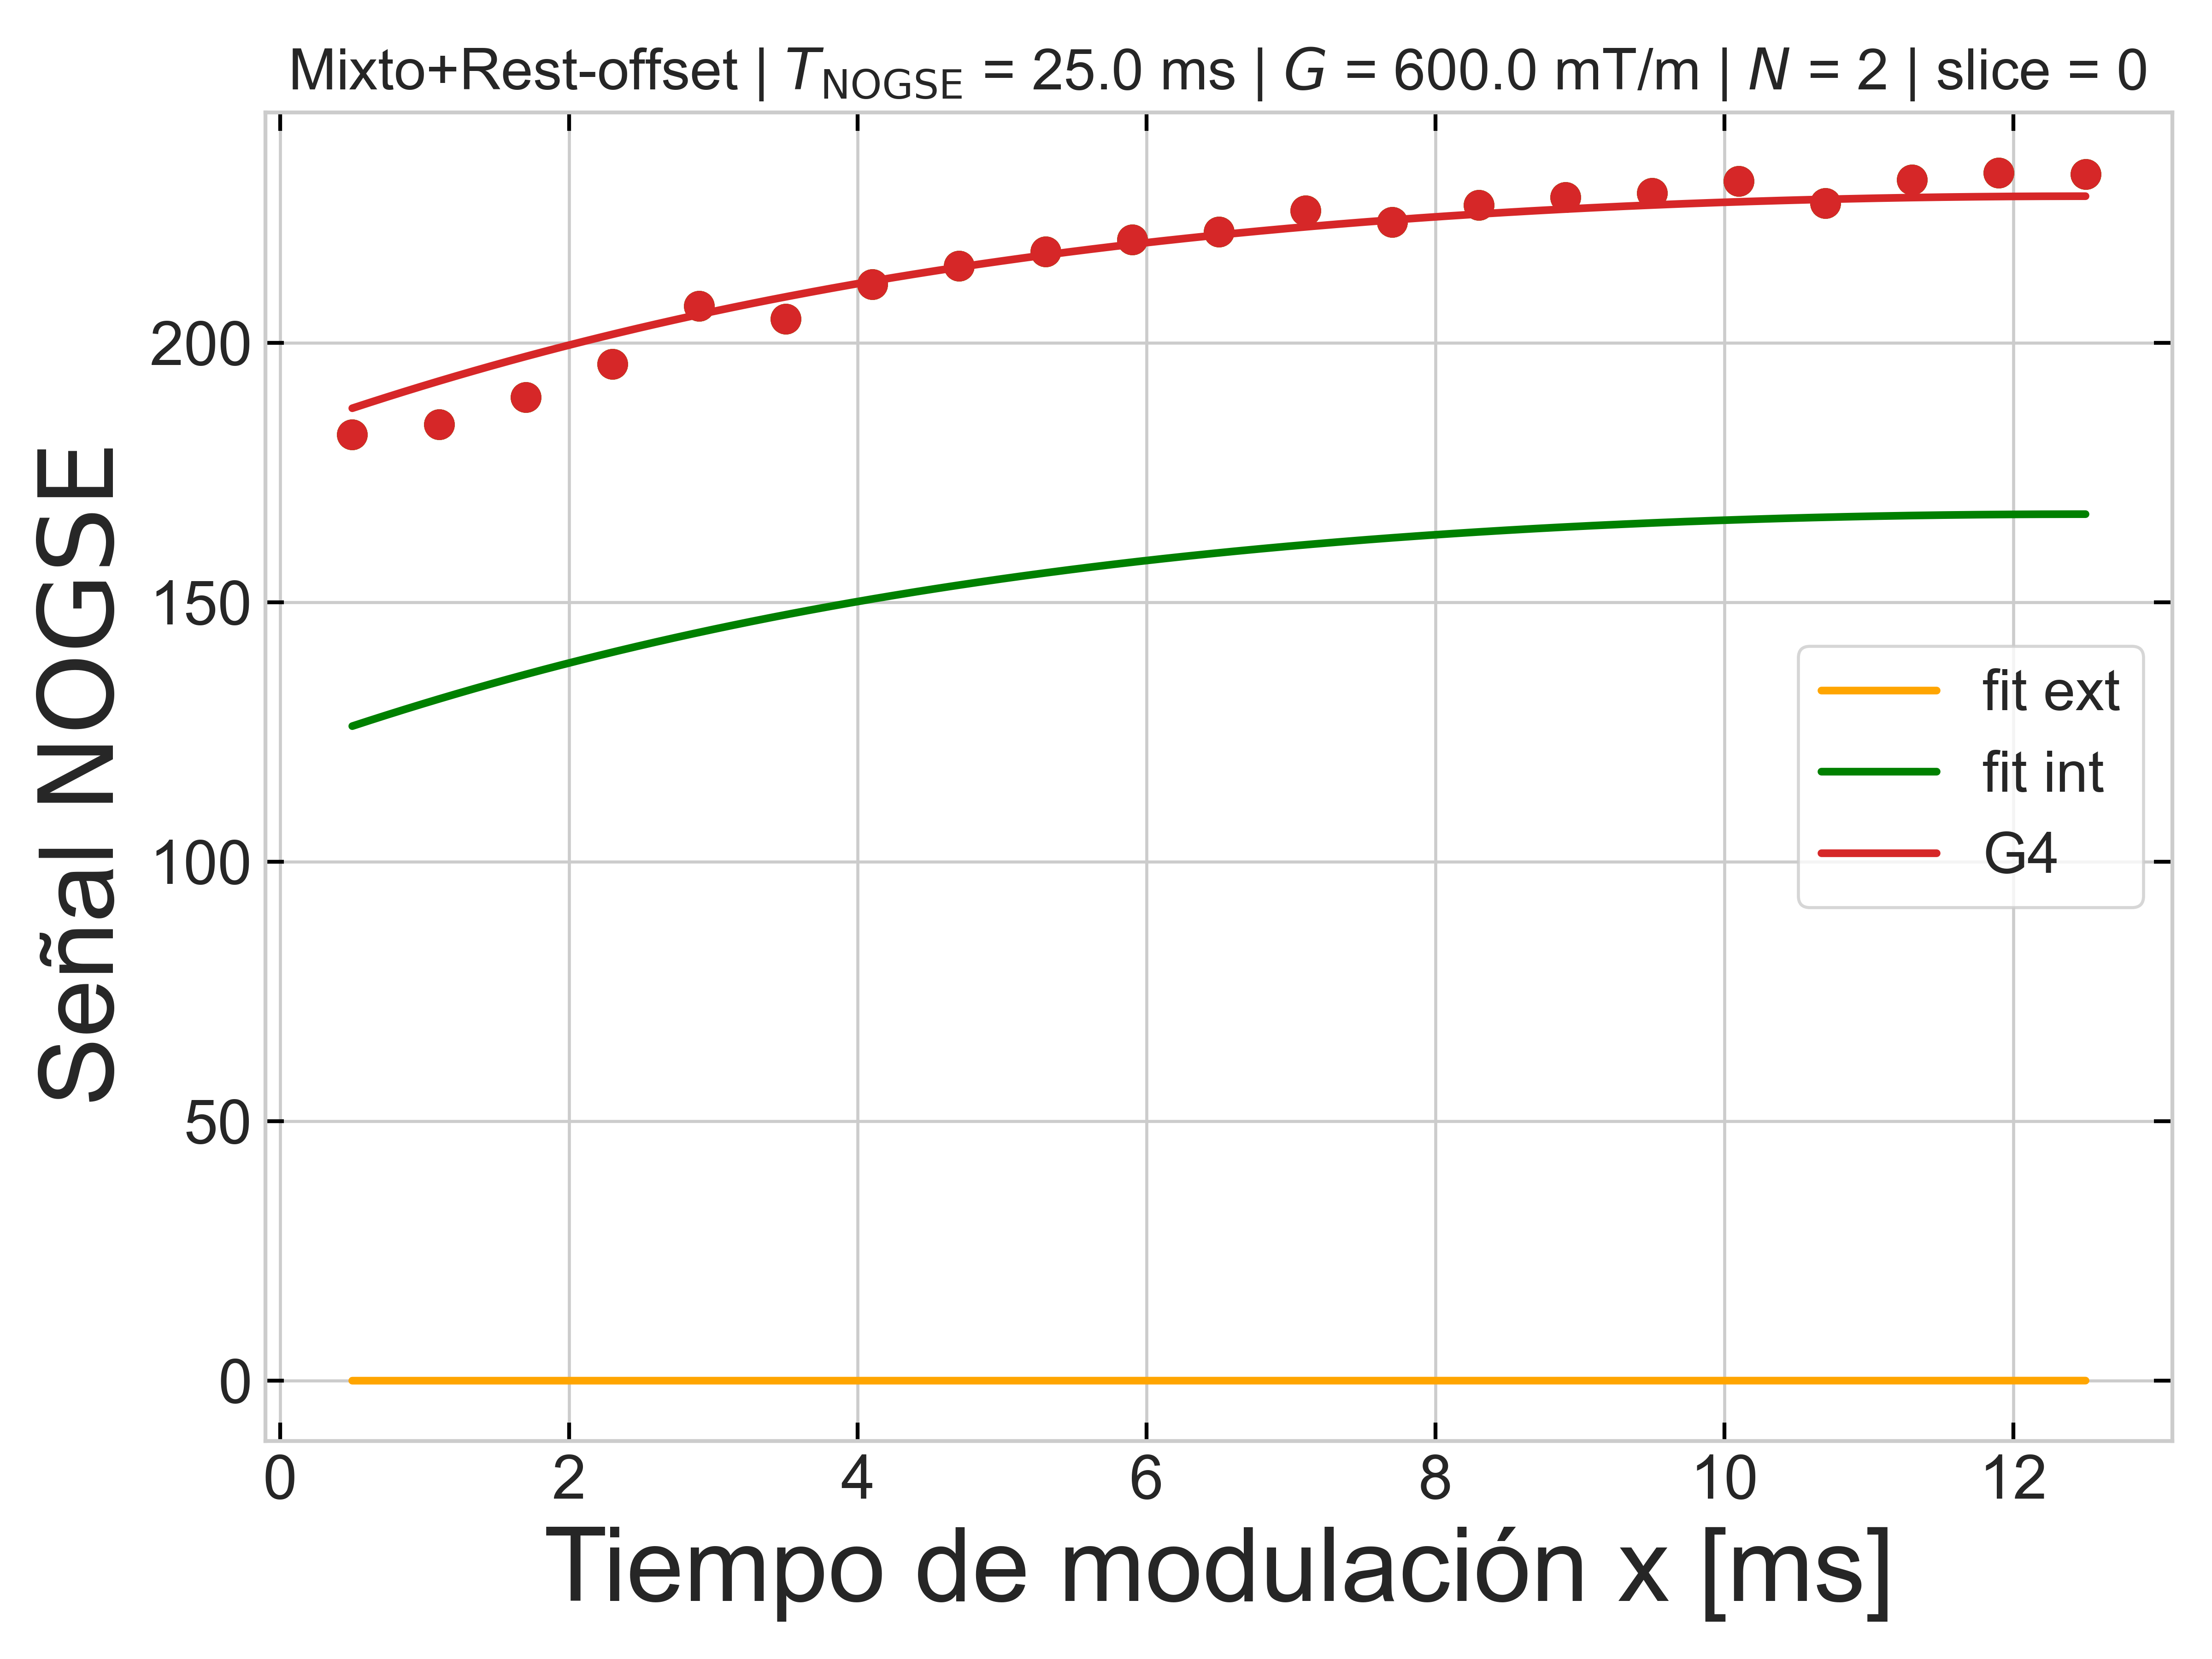 Mixto+Rest-offset | T_NOGSE = 25.0 ms | G = 600.0 mT/m | N = 2 | slice = 0
Señal NOGSE
200
150
100
50
0
fit ext
fit int
G4
0 2 4 6 8 10 12
Tiempo de modulación x [ms]